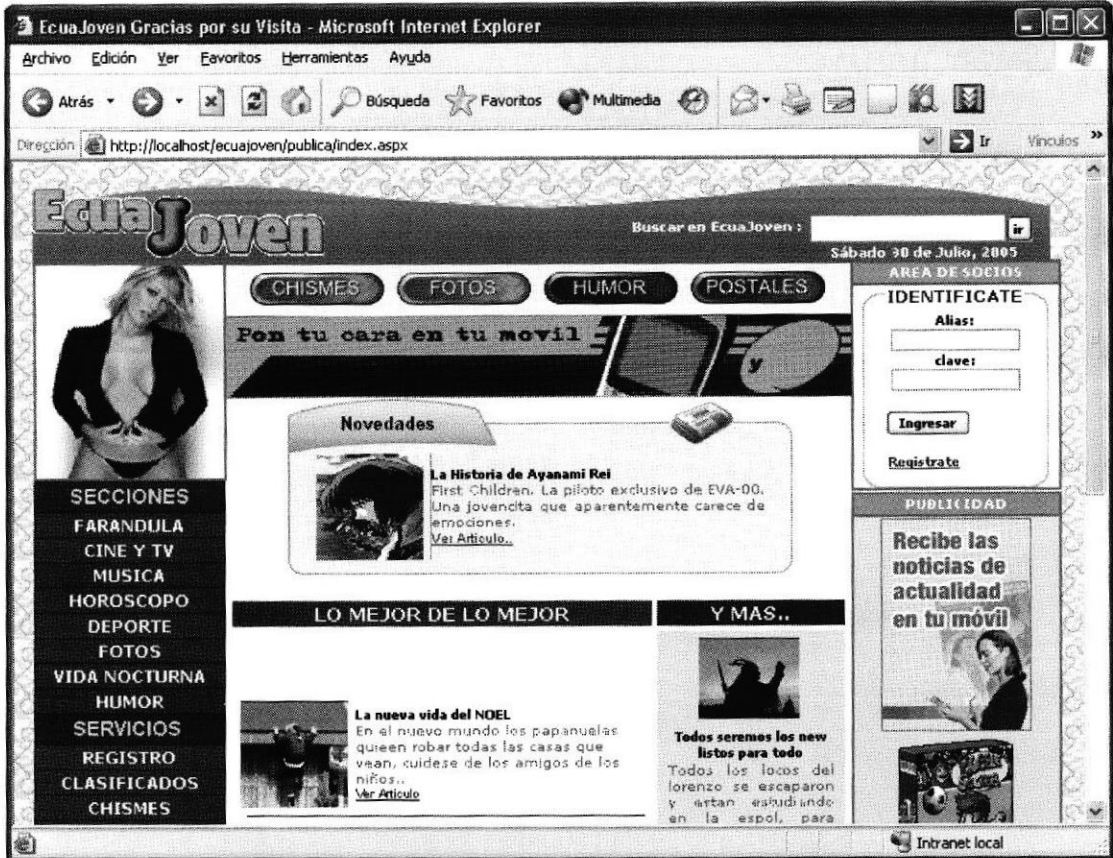 EcuaJoven Gracias por su Visita - Microsoft Internet Explorer
Archivo Edición Ver Favoritos Herramientas Ayuda
Atrás Búsqueda Favoritos Multimedia
Dirección http://localhost/ecuajoven/publica/index.aspx Ir Vínculos »
EcuaJoven
Buscar en EcuaJoven : ir
Sábado 30 de Julio, 2005
CHISMES FOTOS HUMOR POSTALES
AREA DE SOCIOS
IDENTIFICATE
Alias:
clave:
Ingresar
Registrate
Pon tu cara en tu movil
y
Novedades
La Historia de Ayanami Rei
First Children. La piloto exclusivo de EVA-00.
Una jovencita que aparentemente carece de
emociones.
Ver Articulo..
SECCIONES
FARANDULA
CINE Y TV
MUSICA
HOROSCOPO
DEPORTE
FOTOS
VIDA NOCTURNA
HUMOR
SERVICIOS
REGISTRO
CLASIFICADOS
CHISMES
LO MEJOR DE LO MEJOR
La nueva vida del NOEL
En el nuevo mundo los papanuelas
quieen robar todas las casas que
vean, cuidese de los amigos de los
niños..
Ver Articulo
Y MAS..
Todos seremos los new
listos para todo
Todos los locos del
lorenzo se escaparon
y estan estudiando
en la espol, para
PUBLICIDAD
Recibe las
noticias de
actualidad
en tu móvil
Intranet local